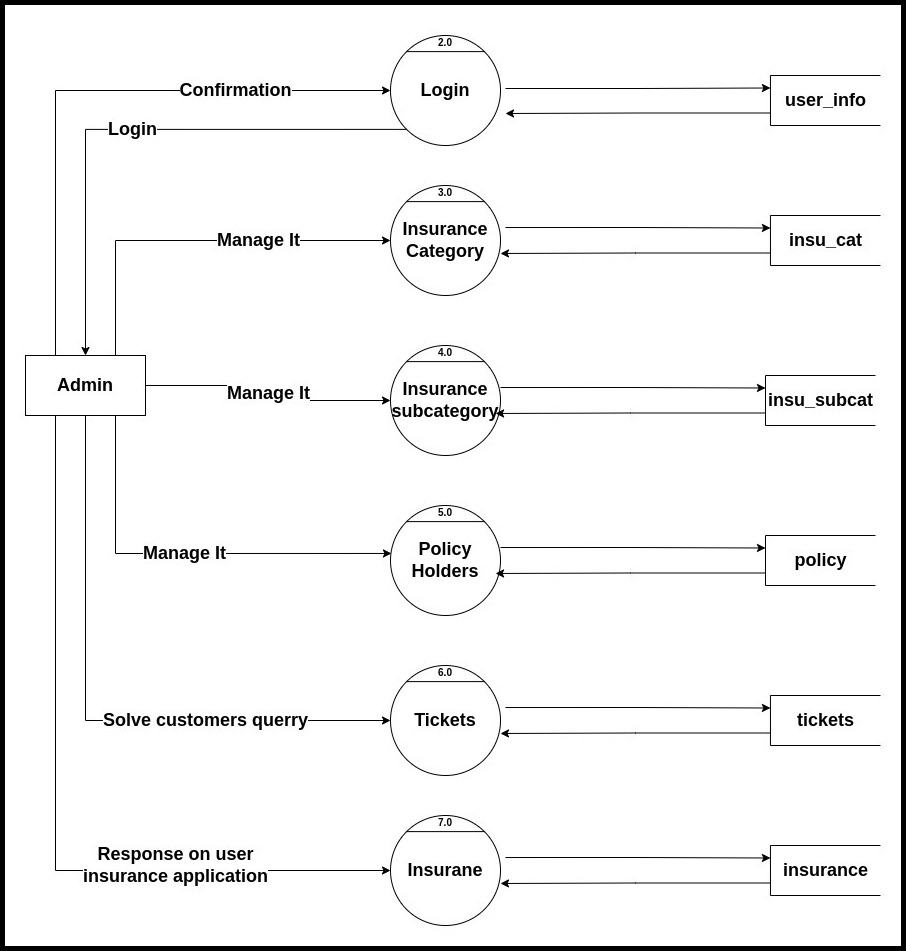 2.0
Confirmation
Login
user_info
Login
3.0
Manage It
Insurance
Category
insu_cat
4.0
Admin
Manage It
Insurance
subcategory
insu_subcat
5.0
Manage It
Policy
Holders
policy
6.0
Solve customers querry
Tickets
tickets
7.0
Response on user
insurance application
Insurane
insurance